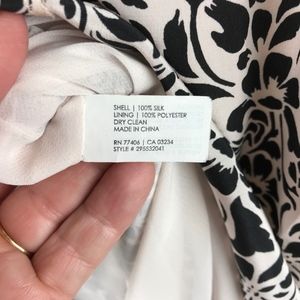 SHELL | 100% SILK
LINING | 100% POLYESTER
DRY CLEAN
MADE IN CHINA
RN 77406 | CA 03234
STYLE # 295532041